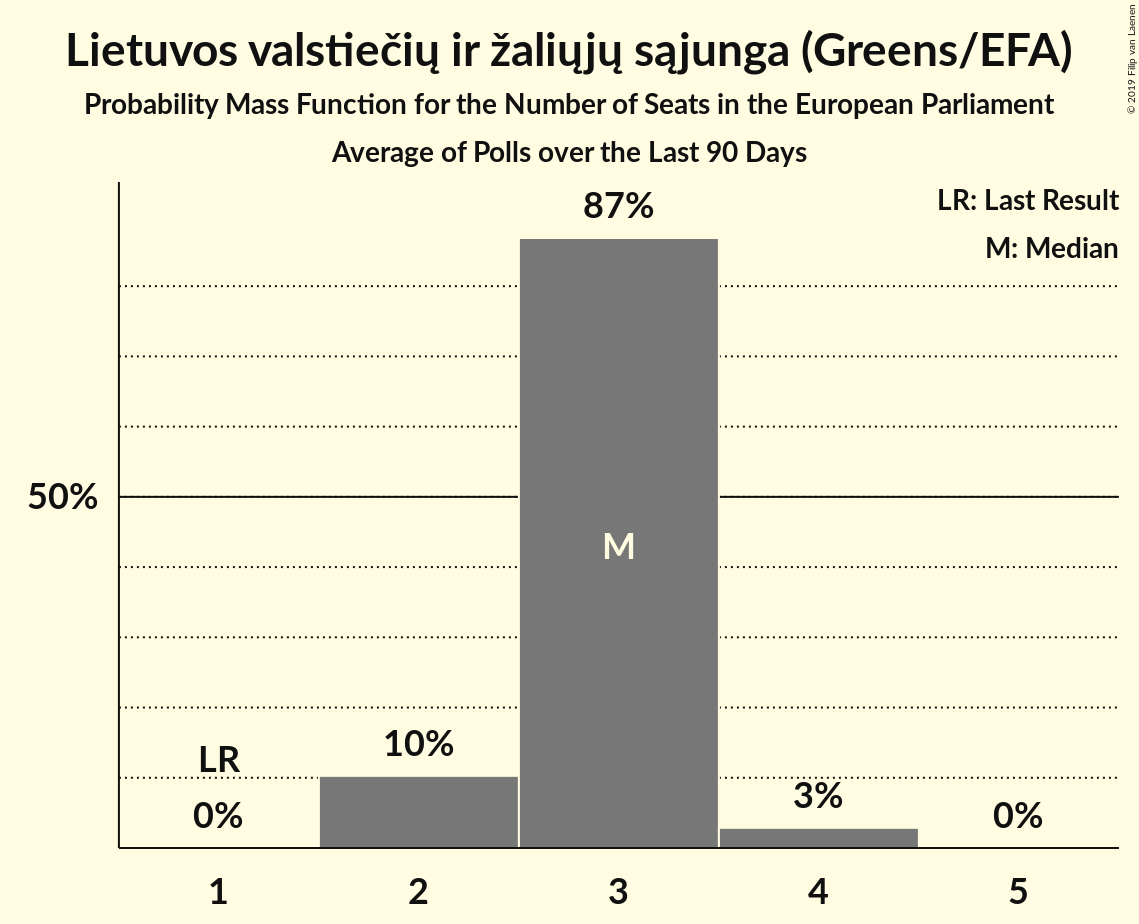 Lietuvos valstiečių ir žaliųjų sąjunga (Greens/EFA)
Probability Mass Function for the Number of Seats in the European Parliament
Average of Polls over the Last 90 Days
© 2019 Filip van Laenen
LR: Last Result
M: Median
87%
50%
M
LR
10%
0%
3%
0%
1 2 3 4 5